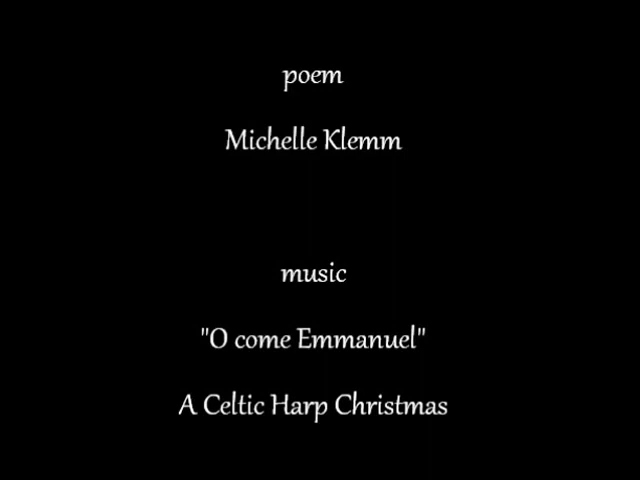 poem
Michelle Klemm
music
"O come Emmanuel"
A Celtic Harp Christmas